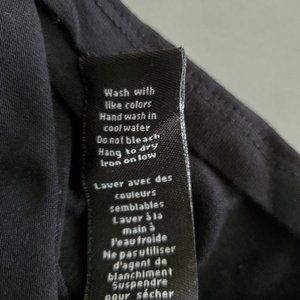 Wash with
like colors
Hand wash in
cool water
Do not bleach
Hang to dry
Iron on low
Laver avec des
couleurs
semblables
Laver à la
main à
l'eau froide
Ne pas utiliser
d'agent de
blanchiment
Suspendre
pour sécher